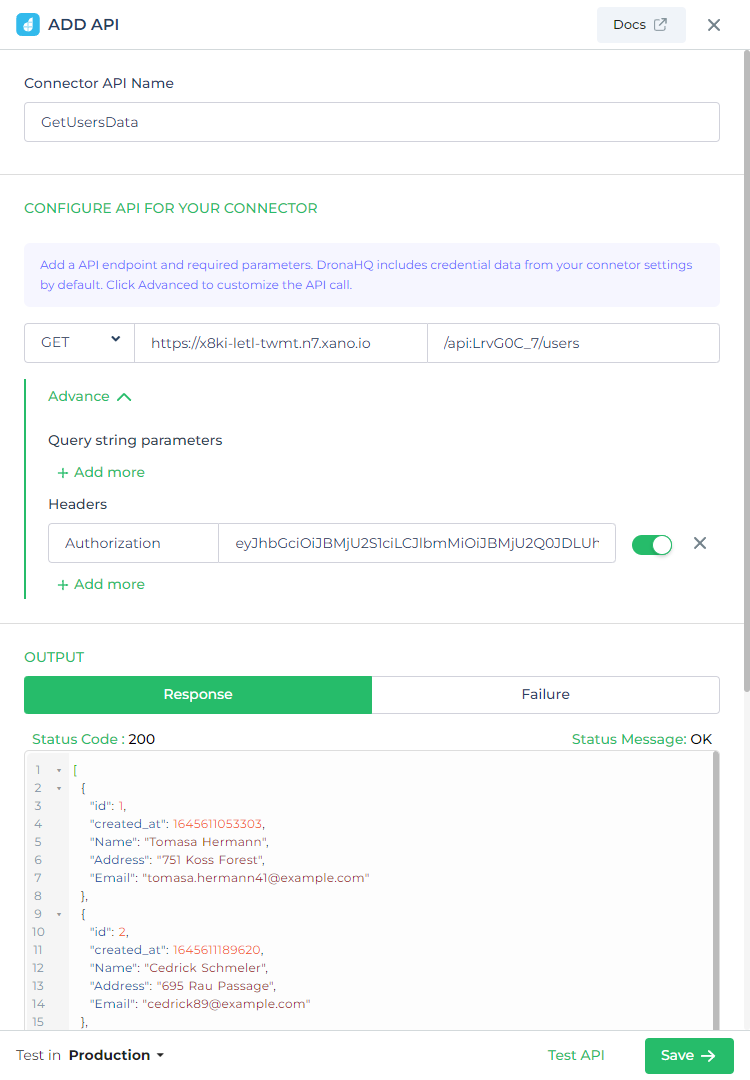 ADD API
Docs
Connector API Name
GetUsersData
CONFIGURE API FOR YOUR CONNECTOR
Add a API endpoint and required parameters. DronaHQ includes credential data from your connetor settings
by default. Click Advanced to customize the API call.
GET https://x8ki-letl-twmt.n7.xano.io /api:LrvG0C_7/users
Advance
Query string parameters
+ Add more
Headers
Authorization eyJhbGciOiJBMjU2S1ciLCJlbmMiOiJBMjU2Q0JDLUh
+ Add more
OUTPUT
Response Failure
Status Code : 200 Status Message: OK
1 [
2 {
3 "id": 1,
4 "created_at": 1645611053303,
5 "Name": "Tomasa Hermann",
6 "Address": "751 Koss Forest",
7 "Email": "tomasa.hermann41@example.com"
8 },
9 {
10 "id": 2,
11 "created_at": 1645611189620,
12 "Name": "Cedrick Schmeler",
13 "Address": "695 Rau Passage",
14 "Email": "cedrick89@example.com"
15 },
Test in Production Test API Save